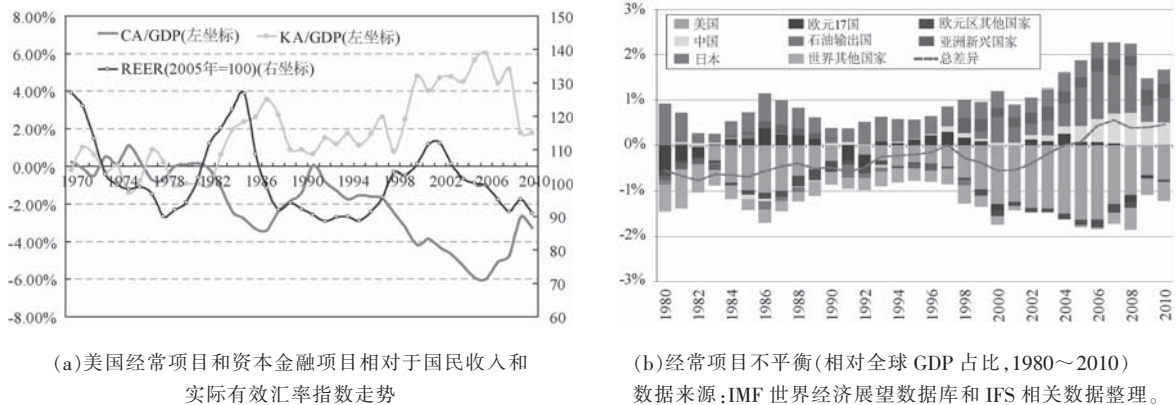 8.00%
6.00%
4.00%
2.00%
0.00%
-2.00%
-4.00%
-6.00%
-8.00%
CA/GDP(左坐标)
KA/GDP(左坐标)
REER(2005年=100)(右坐标)
1970 1974 1978 1982 1986 1990 1994 1998 2002 2006 2010
150
140
130
120
110
100
90
80
70
60
(a)美国经常项目和资本金融项目相对于国民收入和
实际有效汇率指数走势
3%
2%
1%
0%
-1%
-2%
-3%
美国 欧元17国 欧元区其他国家
中国 石油输出国 亚洲新兴国家
日本 世界其他国家 总差异
1980 1982 1984 1986 1988 1990 1992 1994 1996 1998 2000 2002 2004 2006 2008 2010
(b)经常项目不平衡(相对全球 GDP 占比,1980～2010)
数据来源:IMF 世界经济展望数据库和 IFS 相关数据整理。